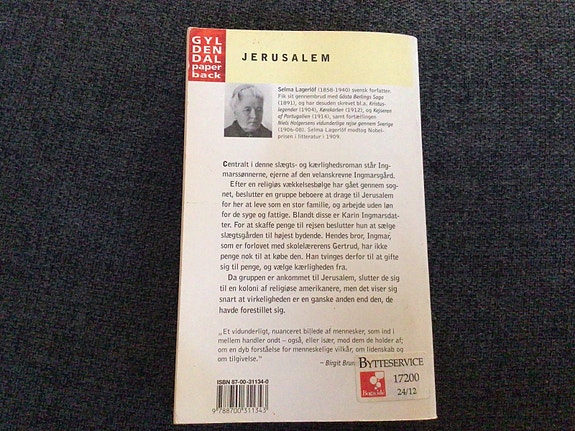 GYL
DEN
DAL
paper
back
JERUSALEM
Selma Lagerlöf (1858-1940) svensk forfatter.
Fik sit gennembrud med Gösta Berlings Saga
(1891), og har desuden skrevet bl.a. Kristus-
legender (1904), Kørekarlen (1912), og Kejseren
af Portugalien (1914), samt fortællingen
Niels Holgersens vidunderlige rejse gennem Sverige
(1906-08). Selma Lagerlöf modtog Nobel-
prisen i litteratur i 1909.
Centralt i denne slægts- og kærlighedsroman står Ing-
marssønnerne, ejerne af den velanskrevne Ingmarsgård.
Efter en religiøs vækkelsesbølge har gået gennem sog-
net, beslutter en gruppe beboere at drage til Jerusalem
for her at leve som en stor familie, og arbejde uden løn
for de syge og fattige. Blandt disse er Karin Ingmarsdat-
ter. For at skaffe penge til rejsen beslutter hun at sælge
slægtsgården til højest bydende. Hendes bror, Ingmar,
som er forlovet med skolelærerens Gertrud, har ikke
penge nok til at købe den. Han tvinges derfor til at gifte
sig til penge, og vælge kærligheden fra.
Da gruppen er ankommet til Jerusalem, slutter de sig
til en koloni af religiøse amerikanere, men det viser sig
snart at virkeligheden er en ganske anden end den, de
havde forestillet sig.
„Et vidunderligt, nuanceret billede af mennesker, som ind i
mellem handler ondt – også, eller især, mod dem de holder af;
om en dyb forståelse for menneskelige vilkår, om lidenskab og
om tilgivelse."
– Birgit
BYTTESERVICE
17200
24/12
Bog & idé
ISBN 87-00-31134-0
9 788700 311343